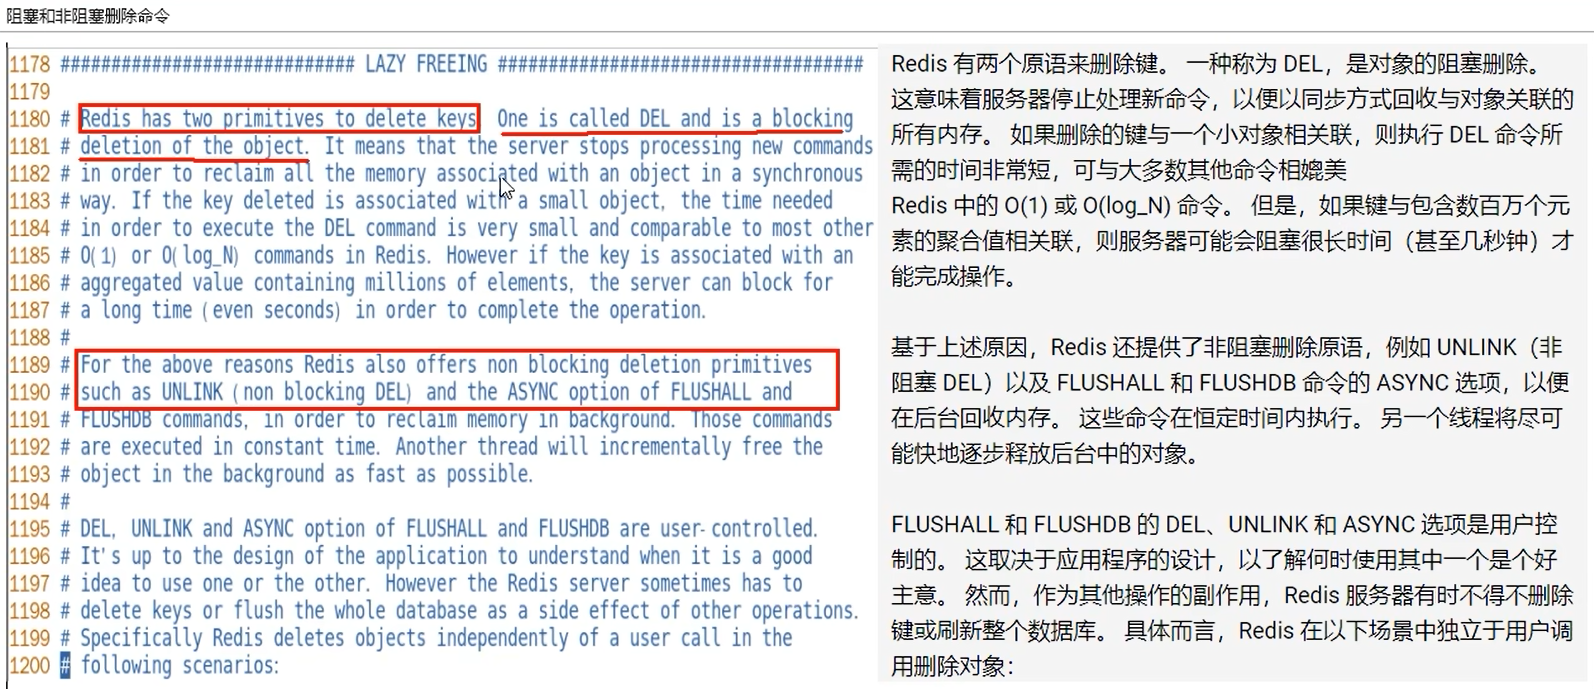 阻塞和非阻塞删除命令
1178 ############################# LAZY FREEING ####################################
1179
1180 # Redis has two primitives to delete keys. One is called DEL and is a blocking
1181 # deletion of the object. It means that the server stops processing new commands
1182 # in order to reclaim all the memory associated with an object in a synchronous
1183 # way. If the key deleted is associated with a small object, the time needed
1184 # in order to execute the DEL command is very small and comparable to most other
1185 # O(1) or O(log_N) commands in Redis. However if the key is associated with an
1186 # aggregated value containing millions of elements, the server can block for
1187 # a long time (even seconds) in order to complete the operation.
1188 #
1189 # For the above reasons Redis also offers non blocking deletion primitives
1190 # such as UNLINK (non blocking DEL) and the ASYNC option of FLUSHALL and
1191 # FLUSHDB commands, in order to reclaim memory in background. Those commands
1192 # are executed in constant time. Another thread will incrementally free the
1193 # object in the background as fast as possible.
1194 #
1195 # DEL, UNLINK and ASYNC option of FLUSHALL and FLUSHDB are user-controlled.
1196 # It's up to the design of the application to understand when it is a good
1197 # idea to use one or the other. However the Redis server sometimes has to
1198 # delete keys or flush the whole database as a side effect of other operations.
1199 # Specifically Redis deletes objects independently of a user call in the
1200 # following scenarios:
Redis 有两个原语来删除键。 一种称为 DEL，是对象的阻塞删除。
这意味着服务器停止处理新命令，以便以同步方式回收与对象关联的
所有内存。 如果删除的键与一个小对象相关联，则执行 DEL 命令所
需的时间非常短，可与大多数其他命令相媲美
Redis 中的 O(1) 或 O(log_N) 命令。 但是，如果键与包含数百万个元
素的聚合值相关联，则服务器可能会阻塞很长时间（甚至几秒钟）才
能完成操作。
基于上述原因，Redis 还提供了非阻塞删除原语，例如 UNLINK（非
阻塞 DEL）以及 FLUSHALL 和 FLUSHDB 命令的 ASYNC 选项，以便
在后台回收内存。 这些命令在恒定时间内执行。 另一个线程将尽可
能快地逐步释放后台中的对象。
FLUSHALL 和 FLUSHDB 的 DEL、UNLINK 和 ASYNC 选项是用户控
制的。 这取决于应用程序的设计，以了解何时使用其中一个是个好
主意。 然而，作为其他操作的副作用，Redis 服务器有时不得不删除
键或刷新整个数据库。 具体而言，Redis 在以下场景中独立于用户调
用删除对象：